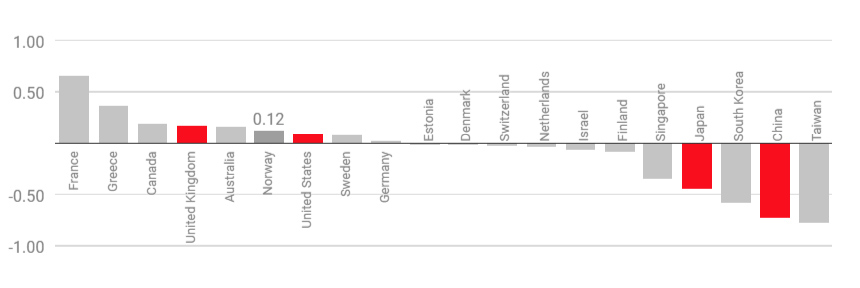 1.00
0.50
-0.50
-1.00
0.12
France
Greece
Canada
United Kingdom
Australia
Norway
United States
Sweden
Germany
Estonia
Denmark
Switzerland
Netherlands
Israel
Finland
Singapore
Japan
South Korea
China
Taiwan